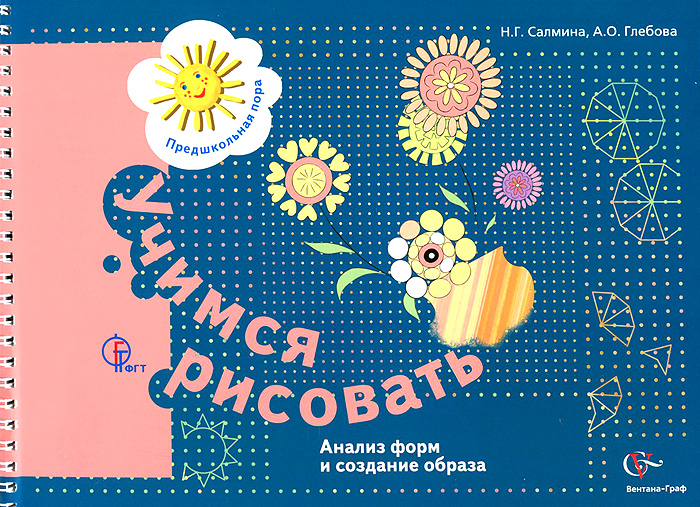 Н.Г. Салмина, А.О. Глебова
Предшкольная пора
Учимся
рисовать
ФГТ
Анализ форм
и создание образа
Вентана-Граф